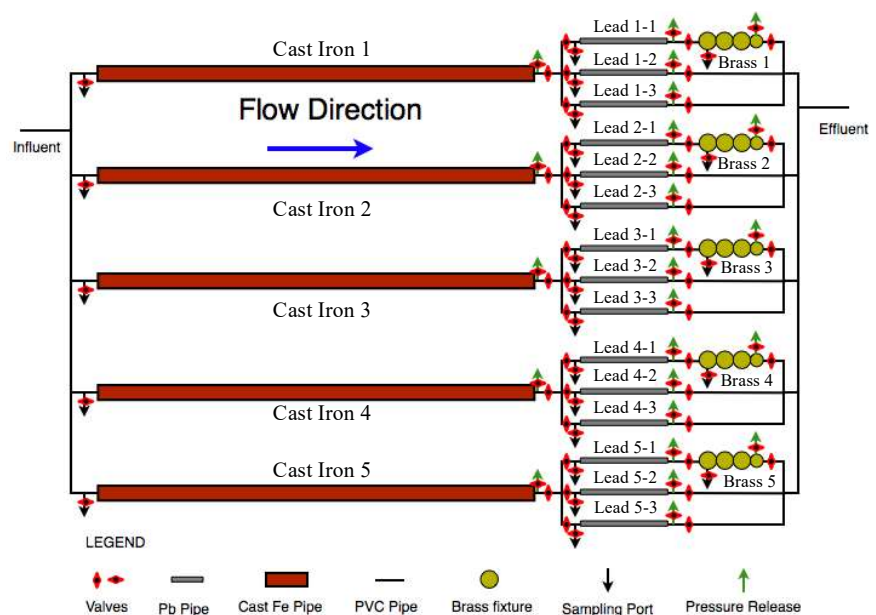 Cast Iron 1
Lead 1-1
Brass 1
Lead 1-2
Lead 1-3
Flow Direction
Influent
Effluent
Lead 2-1
Brass 2
Lead 2-2
Lead 2-3
Cast Iron 2
Lead 3-1
Brass 3
Lead 3-2
Lead 3-3
Cast Iron 3
Lead 4-1
Brass 4
Lead 4-2
Lead 4-3
Cast Iron 4
Lead 5-1
Cast Iron 5
Brass 5
Lead 5-2
Lead 5-3
LEGEND
Valves
Pb Pipe
Cast Fe Pipe
PVC Pipe
Brass fixture
Sampling Port
Pressure Release